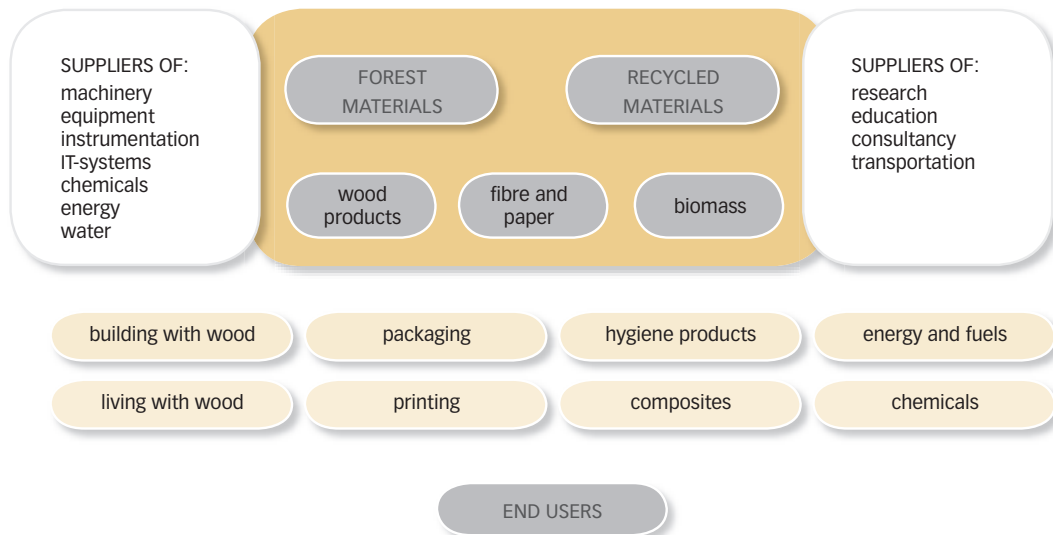 SUPPLIERS OF:
machinery
equipment
instrumentation
IT-systems
chemicals
energy
water
FOREST
MATERIALS
RECYCLED
MATERIALS
wood
products
fibre and
paper
biomass
SUPPLIERS OF:
research
education
consultancy
transportation
building with wood
packaging
hygiene products
energy and fuels
living with wood
printing
composites
chemicals
END USERS